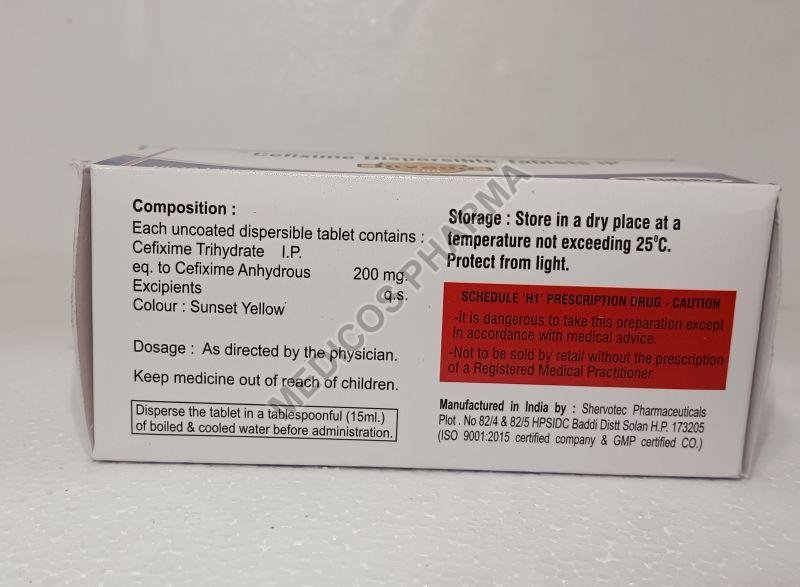 Cefixime Dispersible Tablets IP
Composition :
Each uncoated dispersible tablet contains :
Cefixime Trihydrate I.P.
eq. to Cefixime Anhydrous 200 mg.
Excipients q.s.
Colour : Sunset Yellow
Dosage : As directed by the physician.
Keep medicine out of reach of children.
Disperse the tablet in a tablespoonful (15ml.)
of boiled & cooled water before administration.
Storage : Store in a dry place at a
temperature not exceeding 25⁰C.
Protect from light.
SCHEDULE 'H1' PRESCRIPTION DRUG - CAUTION
-It is dangerous to take this preparation except
in accordance with medical advice.
-Not to be sold by retail without the prescription
of a Registered Medical Practitioner.
Manufactured in India by : Shervotec Pharmaceuticals
Plot . No 82/4 & 82/5 HPSIDC Baddi Distt Solan H.P. 173205
(ISO 9001:2015 certified company & GMP certified CO.)
MEDICOS PHARMA